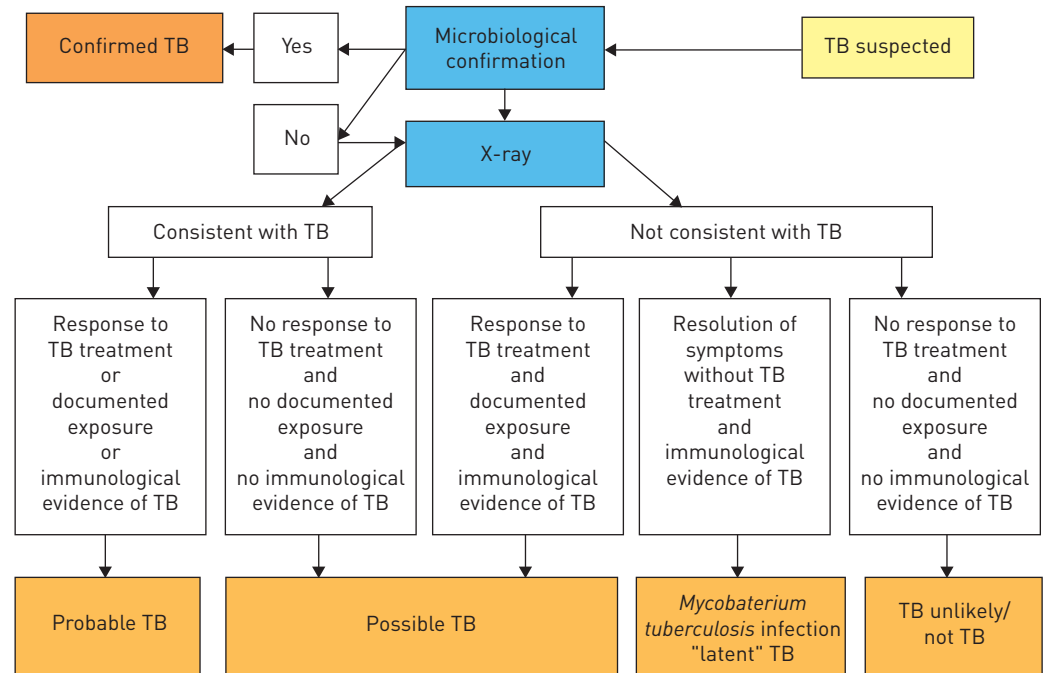 Confirmed TB
Yes
Microbiological
confirmation
TB suspected
No
X-ray
Consistent with TB
Not consistent with TB
Response to
TB treatment
or
documented
exposure
or
immunological
evidence of TB
No response to
TB treatment
and
no documented
exposure
and
no immunological
evidence of TB
Response to
TB treatment
and
documented
exposure
and
immunological
evidence of TB
Resolution of
symptoms
without TB
treatment
and
immunological
evidence of TB
No response to
TB treatment
and
no documented
exposure
and
no immunological
evidence of TB
Probable TB
Possible TB
Mycobaterium
tuberculosis infection
"latent" TB
TB unlikely/
not TB